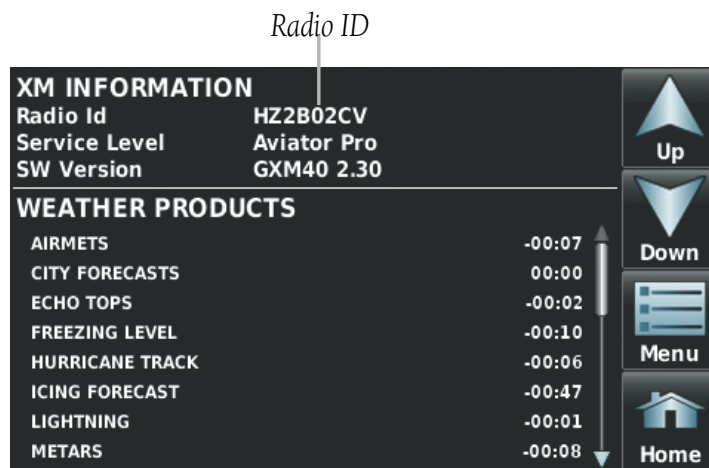 Radio ID
XM INFORMATION
Radio Id HZ2B02CV
Service Level Aviator Pro
SW Version GXM40 2.30
WEATHER PRODUCTS
AIRMETS -00:07
CITY FORECASTS 00:00
ECHO TOPS -00:02
FREEZING LEVEL -00:10
HURRICANE TRACK -00:06
ICING FORECAST -00:47
LIGHTNING -00:01
METARS -00:08
Up
Down
Menu
Home